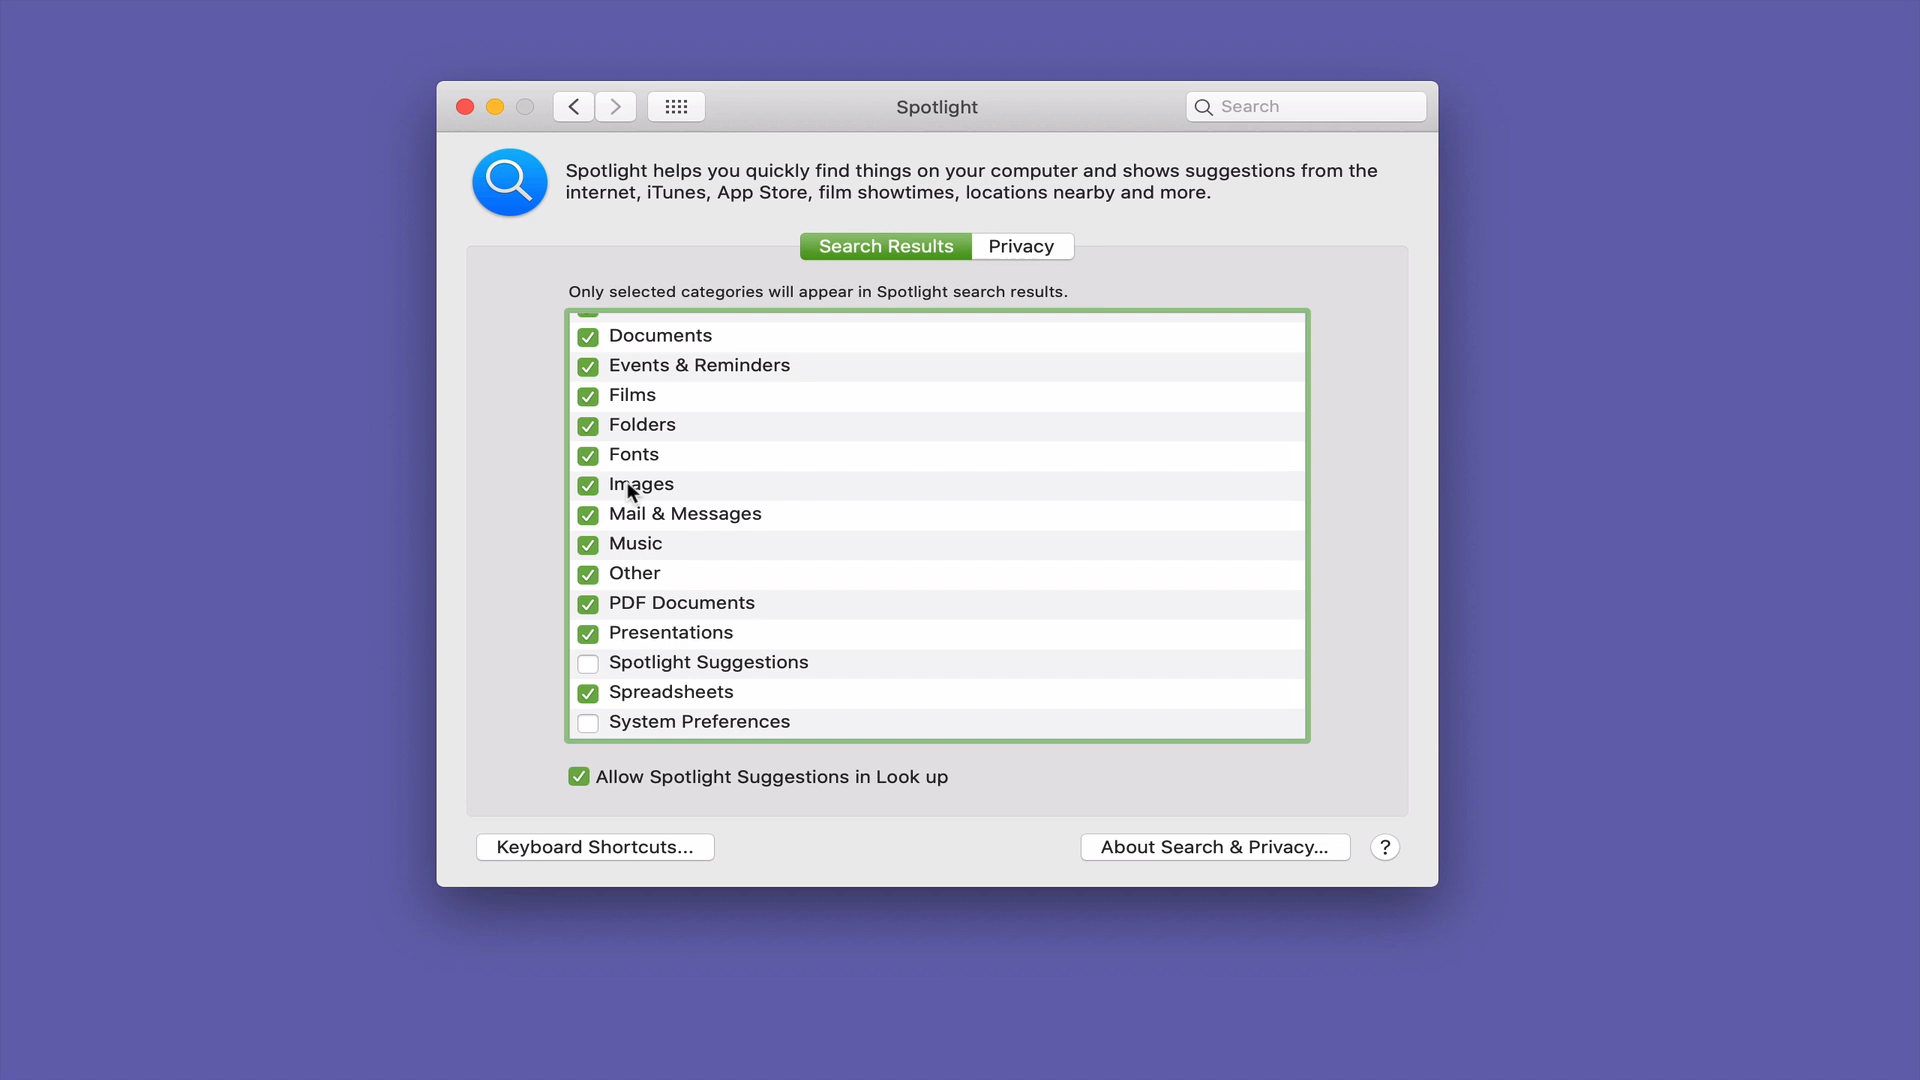 Spotlight
Search
Spotlight helps you quickly find things on your computer and shows suggestions from the
internet, iTunes, App Store, film showtimes, locations nearby and more.
Search Results
Privacy
Only selected categories will appear in Spotlight search results.
Documents
Events & Reminders
Films
Folders
Fonts
Images
Mail & Messages
Music
Other
PDF Documents
Presentations
Spotlight Suggestions
Spreadsheets
System Preferences
Allow Spotlight Suggestions in Look up
Keyboard Shortcuts...
About Search & Privacy...
?